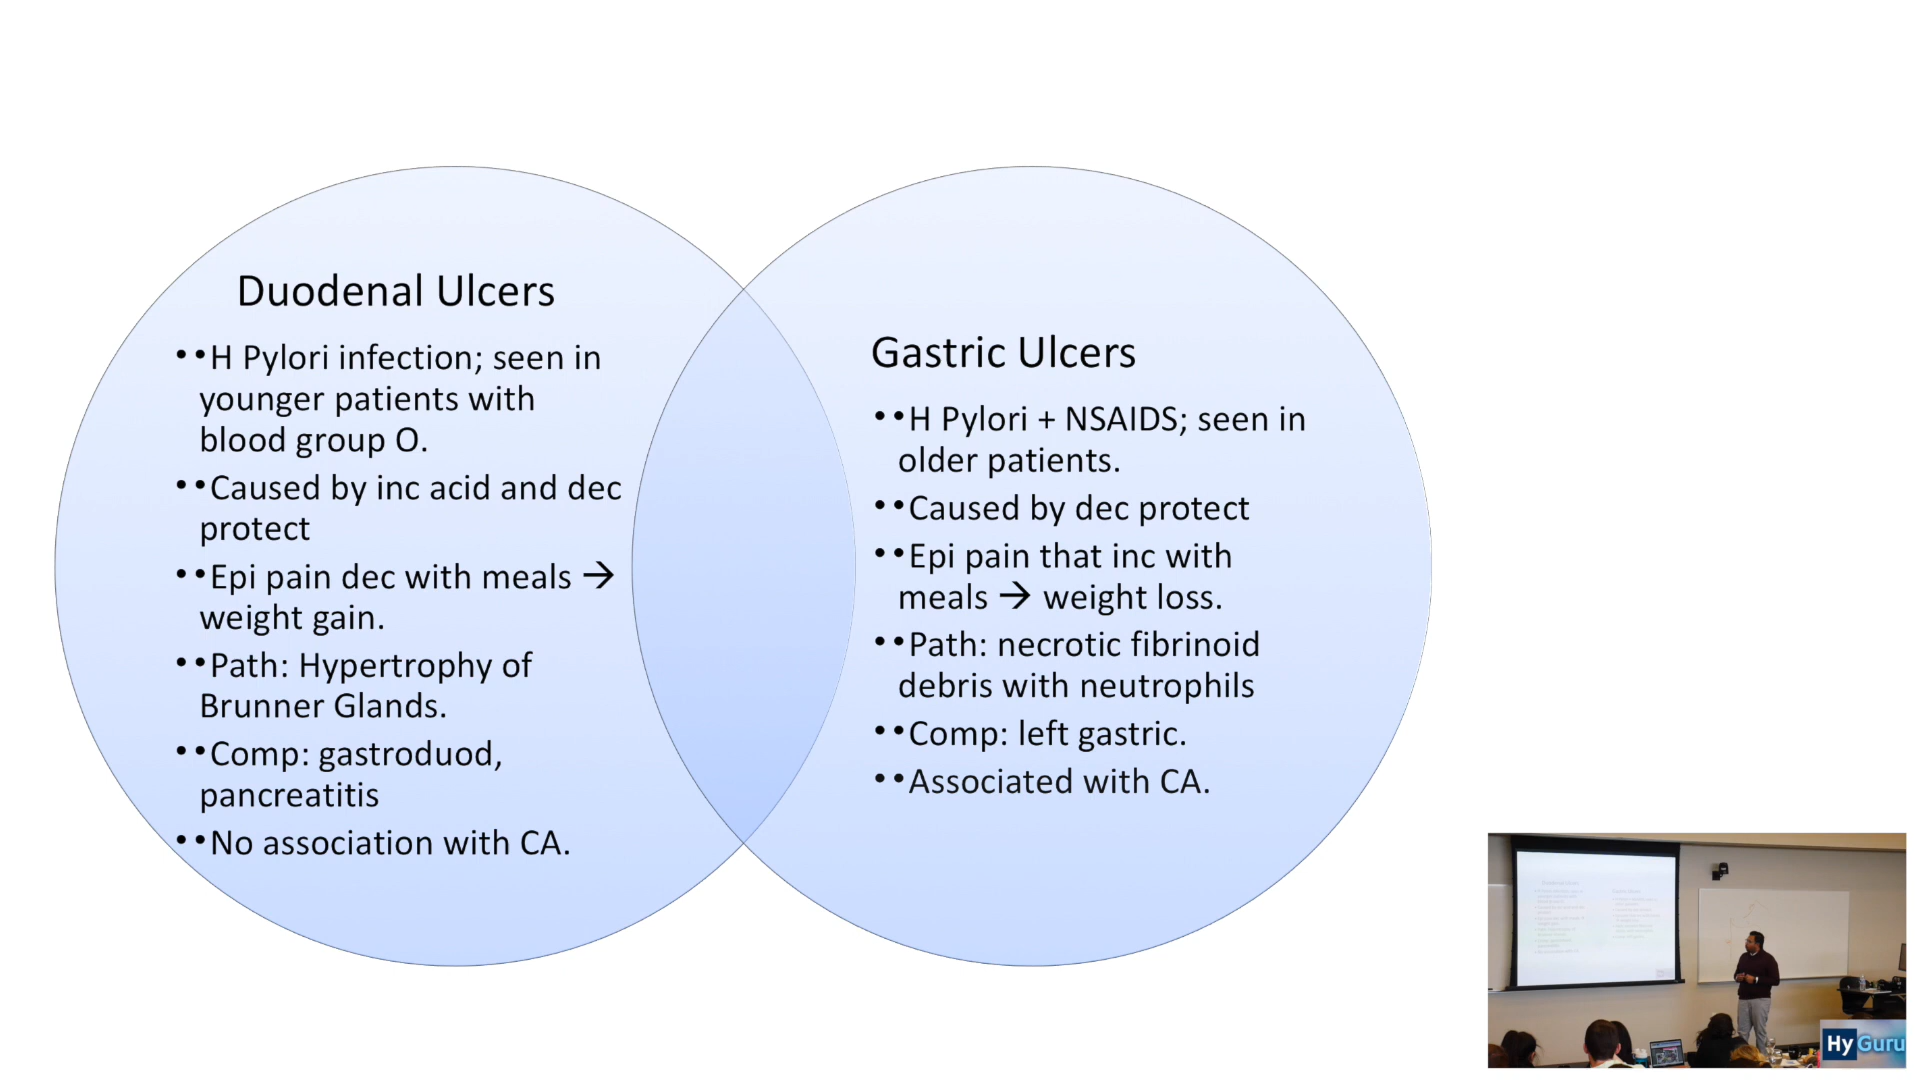 Duodenal Ulcers
• •H Pylori infection; seen in
younger patients with
blood group O.
• •Caused by inc acid and dec
protect
• •Epi pain dec with meals →
weight gain.
• •Path: Hypertrophy of
Brunner Glands.
• •Comp: gastroduod,
pancreatitis
• •No association with CA.
Gastric Ulcers
• •H Pylori + NSAIDS; seen in
older patients.
• •Caused by dec protect
• •Epi pain that inc with
meals → weight loss.
• •Path: necrotic fibrinoid
debris with neutrophils
• •Comp: left gastric.
• •Associated with CA.
Hy Guru